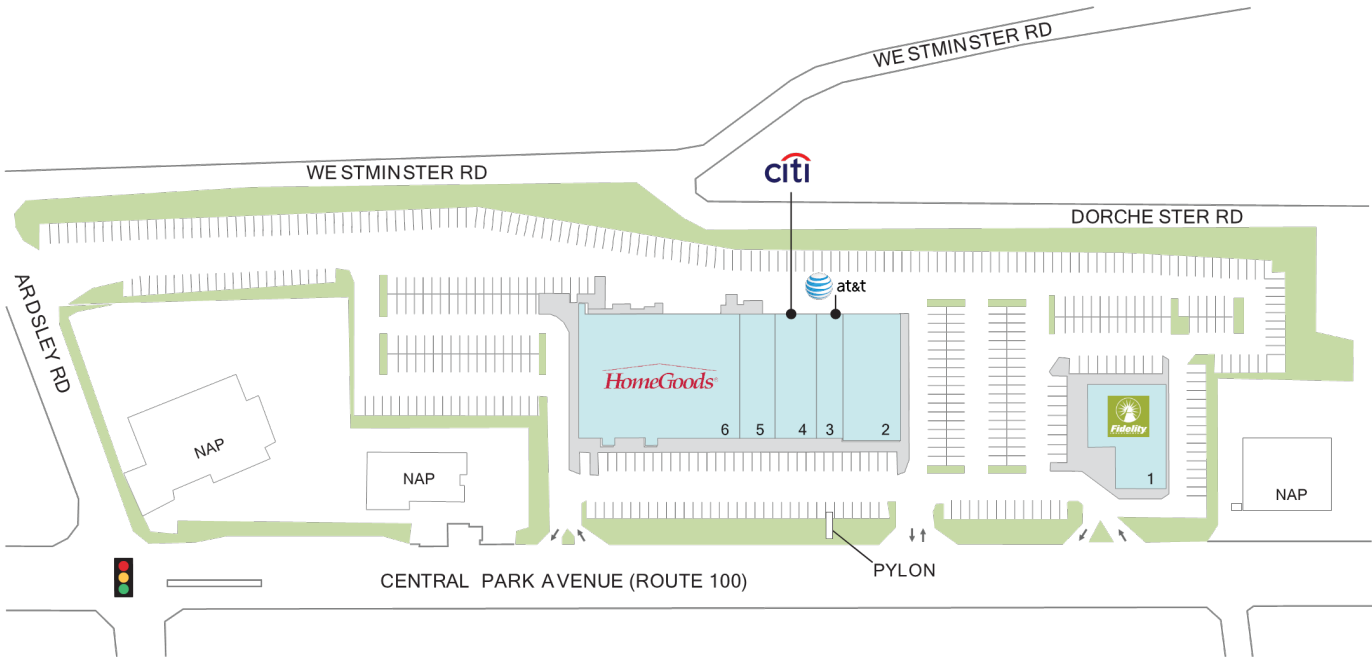 WESTMINSTER RD
WESTMINSTER RD
citi
DORCHESTER RD
ARDSLEY RD
at&t
HomeGoods
6
5
4
3
2
Fidelity
1
NAP
NAP
NAP
PYLON
CENTRAL PARK AVENUE (ROUTE 100)